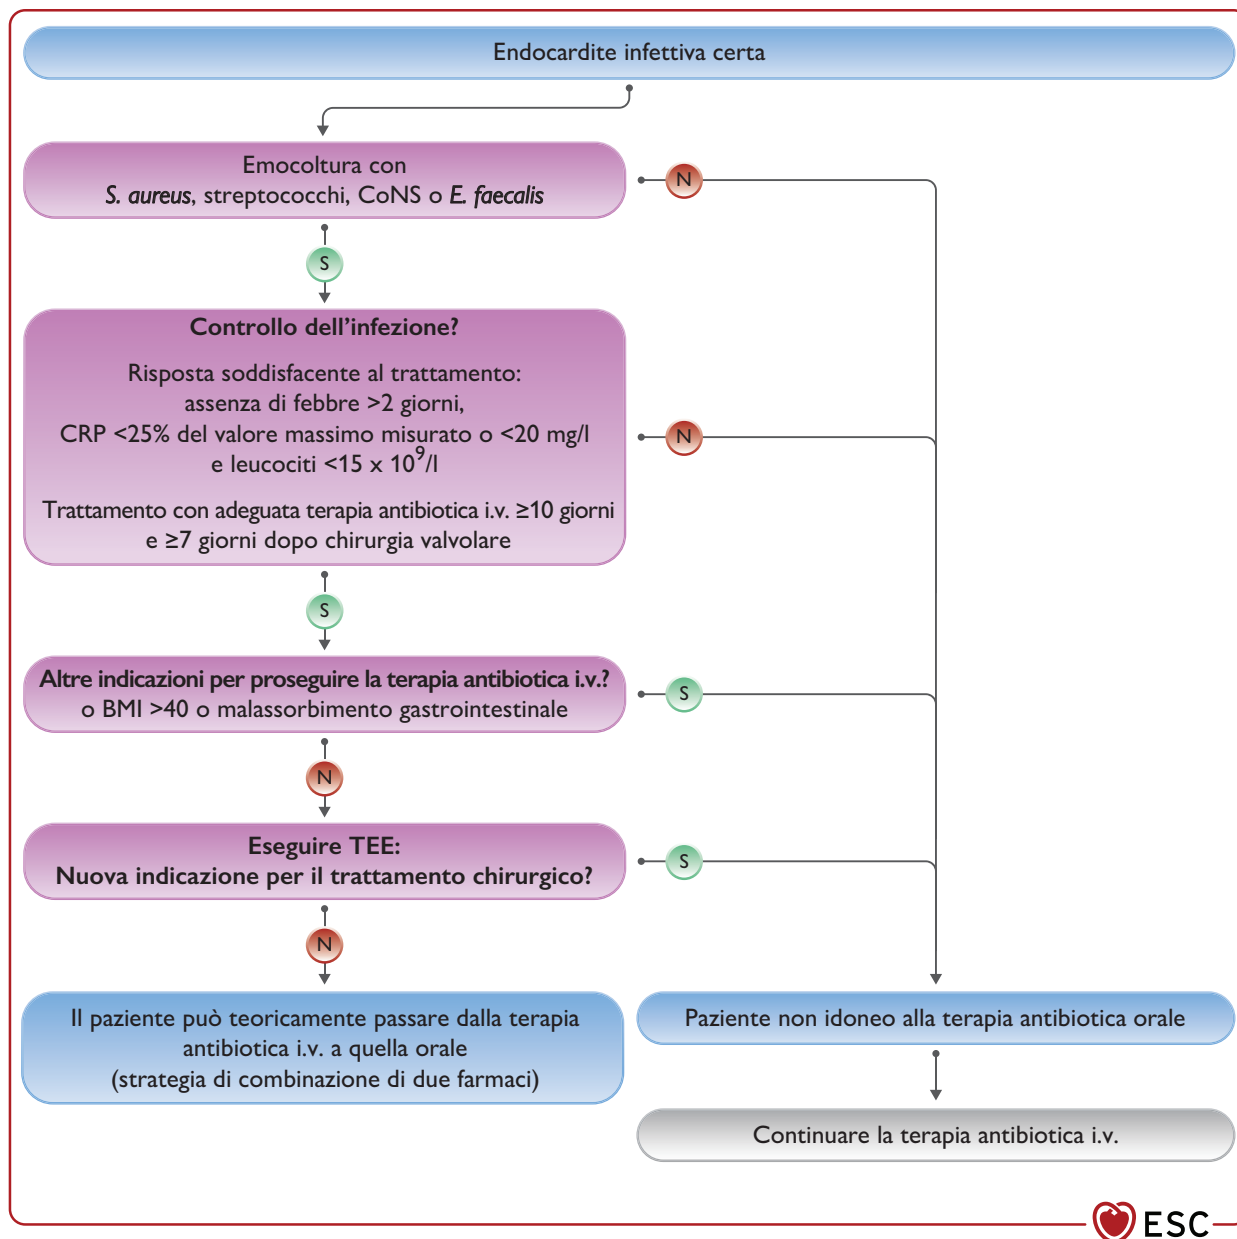 Endocardite infettiva certa
Emocoltura con
S. aureus, streptococchi, CoNS o E. faecalis
N
S
Controllo dell’infezione?
Risposta soddisfacente al trattamento:
assenza di febbre >2 giorni,
CRP <25% del valore massimo misurato o <20 mg/l
e leucociti <15 x 10⁹/l
Trattamento con adeguata terapia antibiotica i.v. ≥10 giorni
e ≥7 giorni dopo chirurgia valvolare
N
S
Altre indicazioni per proseguire la terapia antibiotica i.v.?
o BMI >40 o malassorbimento gastrointestinale
S
N
Eseguire TEE:
Nuova indicazione per il trattamento chirurgico?
S
N
Il paziente può teoricamente passare dalla terapia
antibiotica i.v. a quella orale
(strategia di combinazione di due farmaci)
Paziente non idoneo alla terapia antibiotica orale
Continuare la terapia antibiotica i.v.
ESC